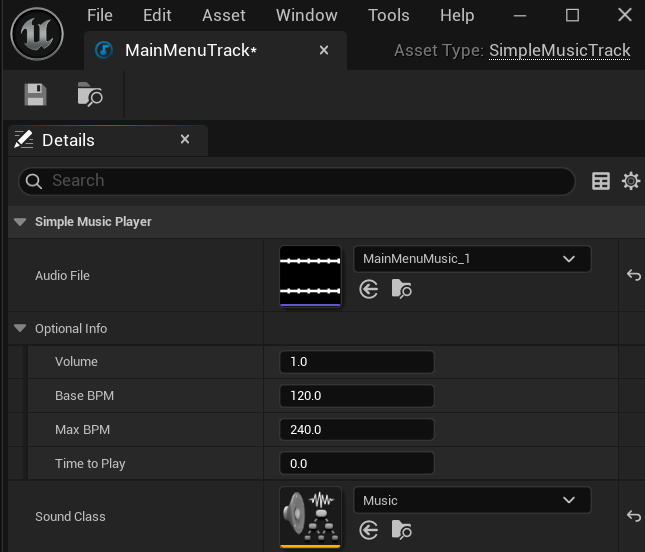 File Edit Asset Window Tools Help
MainMenuTrack*
Asset Type: SimpleMusicTrack
Details
Search
Simple Music Player
Audio File
MainMenuMusic_1
Optional Info
Volume 1.0
Base BPM 120.0
Max BPM 240.0
Time to Play 0.0
Sound Class
Music